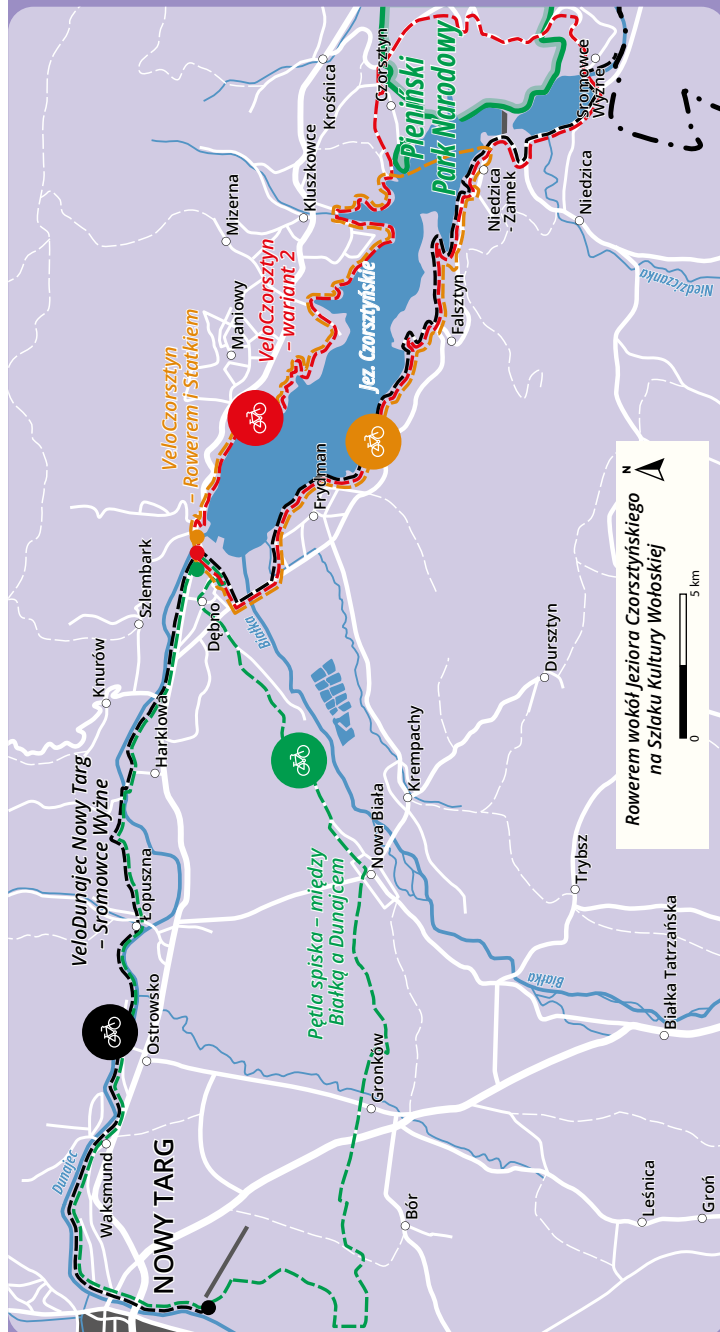 VeloDunajec Nowy Targ
– Sromowce Wyżne
VeloCzorsztyn
– Rowerem i Statkiem
VeloCzorsztyn
– wariant 2
Pętla spiska – między
Białką a Dunajcem
Pieniński
Park Narodowy
Jez. Czorsztyńskie
NOWY TARG
Dunajec
Waksmund
Ostrowsko
Łopuszna
Harklowa
Knurów
Szlembark
Dębno
Białka
Maniowy
Mizerna
Kluszkowce
Krośnica
Czorsztyn
Sromowce
Wyżne
Niedzica
- Zamek
Niedzica
Niedziczanka
Falsztyn
Frydman
Dursztyn
Krempachy
Nowa Biała
Trybsz
Białka
Białka Tatrzańska
Gronków
Bór
Leśnica
Groń
Rowerem wokół Jeziora Czorsztyńskiego
na Szlaku Kultury Wołoskiej
N
0
5 km